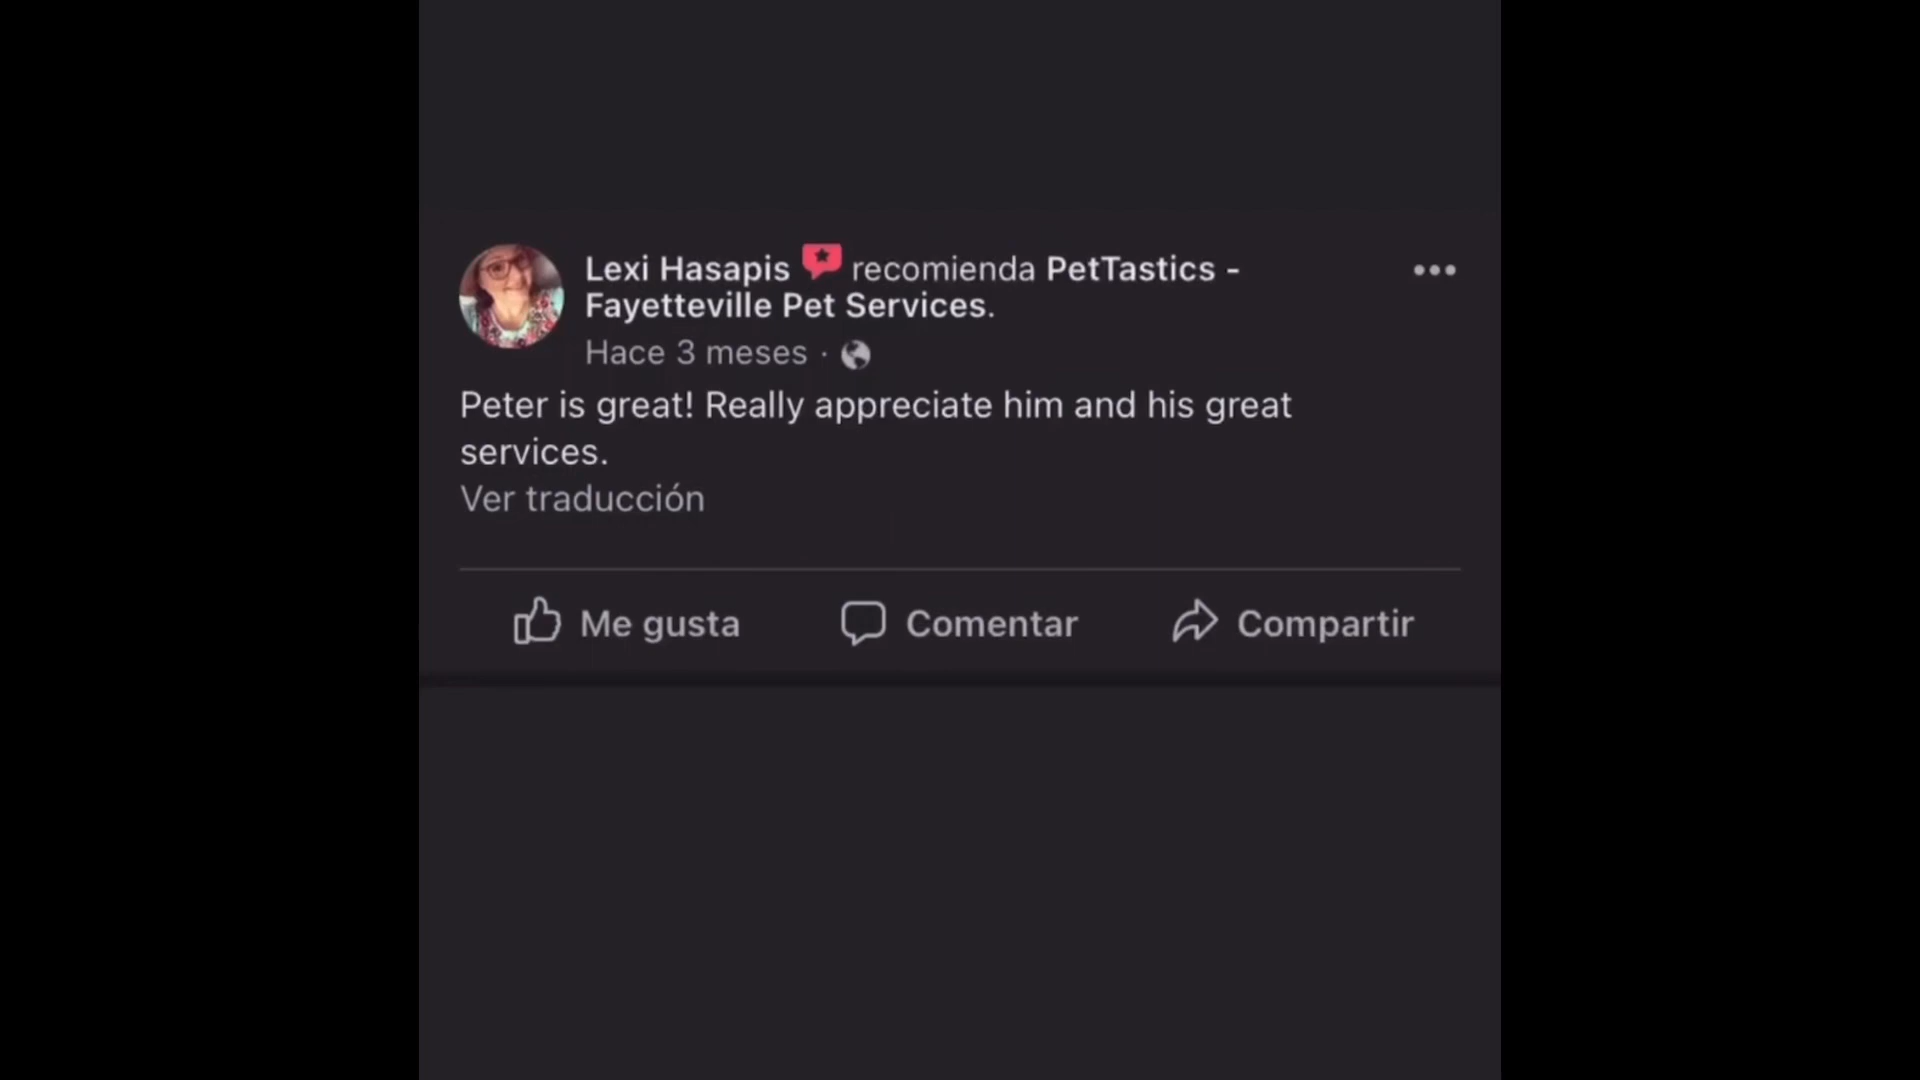 Lexi Hasapis recomienda PetTastics -
Fayetteville Pet Services.
Hace 3 meses ·
Peter is great! Really appreciate him and his great
services.
Ver traducción
Me gusta Comentar Compartir